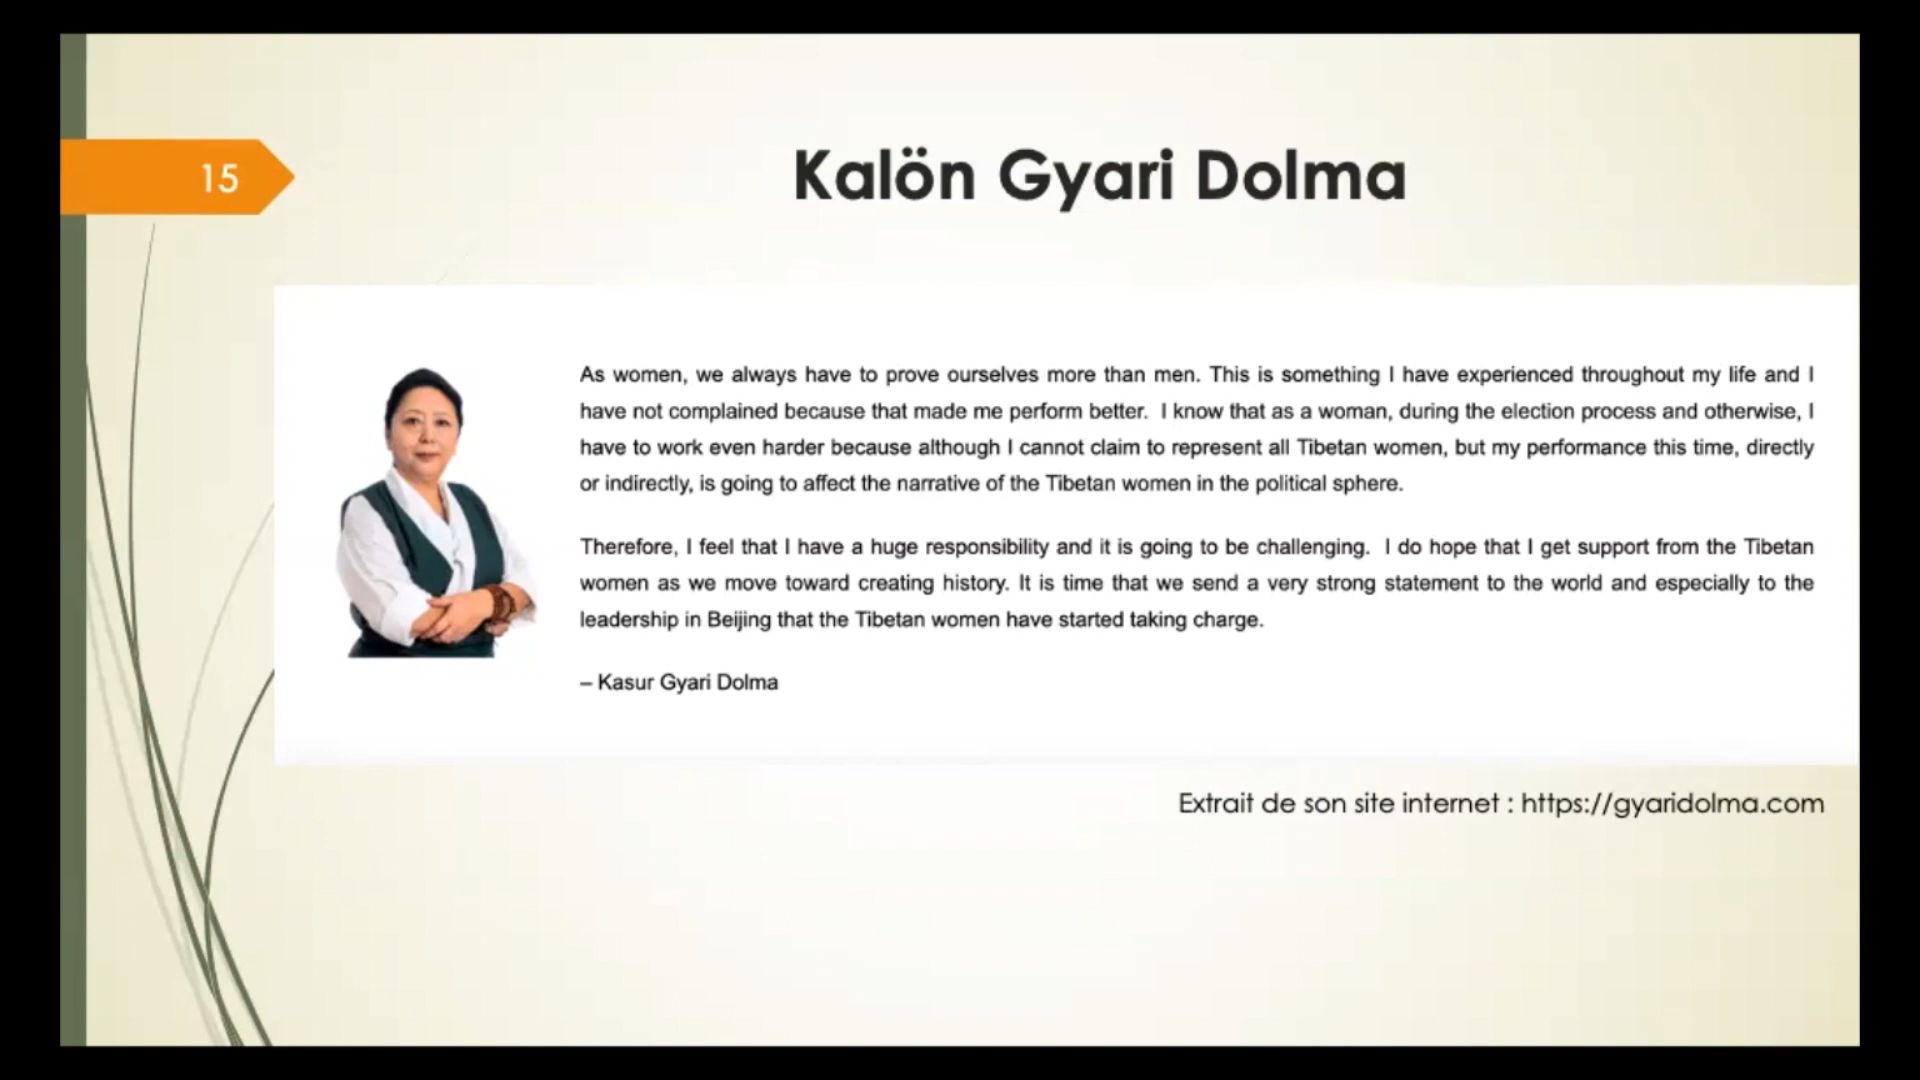 15
Kalön Gyari Dolma
As women, we always have to prove ourselves more than men. This is something I have experienced throughout my life and I
have not complained because that made me perform better. I know that as a woman, during the election process and otherwise, I
have to work even harder because although I cannot claim to represent all Tibetan women, but my performance this time, directly
or indirectly, is going to affect the narrative of the Tibetan women in the political sphere.
Therefore, I feel that I have a huge responsibility and it is going to be challenging. I do hope that I get support from the Tibetan
women as we move toward creating history. It is time that we send a very strong statement to the world and especially to the
leadership in Beijing that the Tibetan women have started taking charge.
– Kasur Gyari Dolma
Extrait de son site internet : https://gyaridolma.com